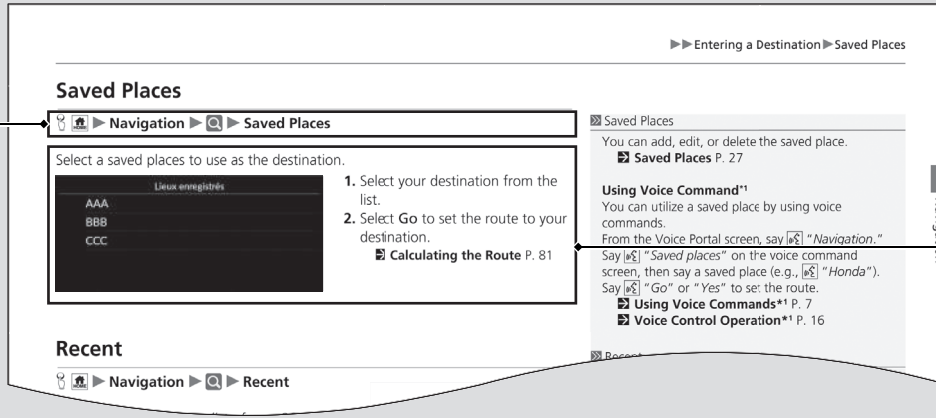 Entering a Destination Saved Places
Saved Places
HOME Navigation Saved Places
Select a saved places to use as the destination.
Lieux enregistrés
AAA
BBB
CCC
1. Select your destination from the
list.
2. Select Go to set the route to your
destination.
Calculating the Route P. 81
Saved Places
You can add, edit, or delete the saved place.
Saved Places P. 27
Using Voice Command*1
You can utilize a saved place by using voice
commands.
From the Voice Portal screen, say "Navigation."
Say "Saved places" on the voice command
screen, then say a saved place (e.g., "Honda").
Say "Go" or "Yes" to set the route.
Using Voice Commands*1 P. 7
Voice Control Operation*1 P. 16
Recent
HOME Navigation Recent
Recent